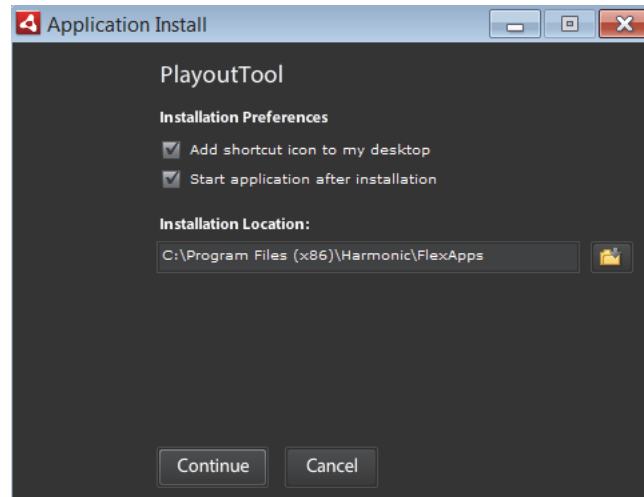 Application Install
PlayoutTool
Installation Preferences
Add shortcut icon to my desktop
Start application after installation
Installation Location:
C:\Program Files (x86)\Harmonic\FlexApps
Continue Cancel